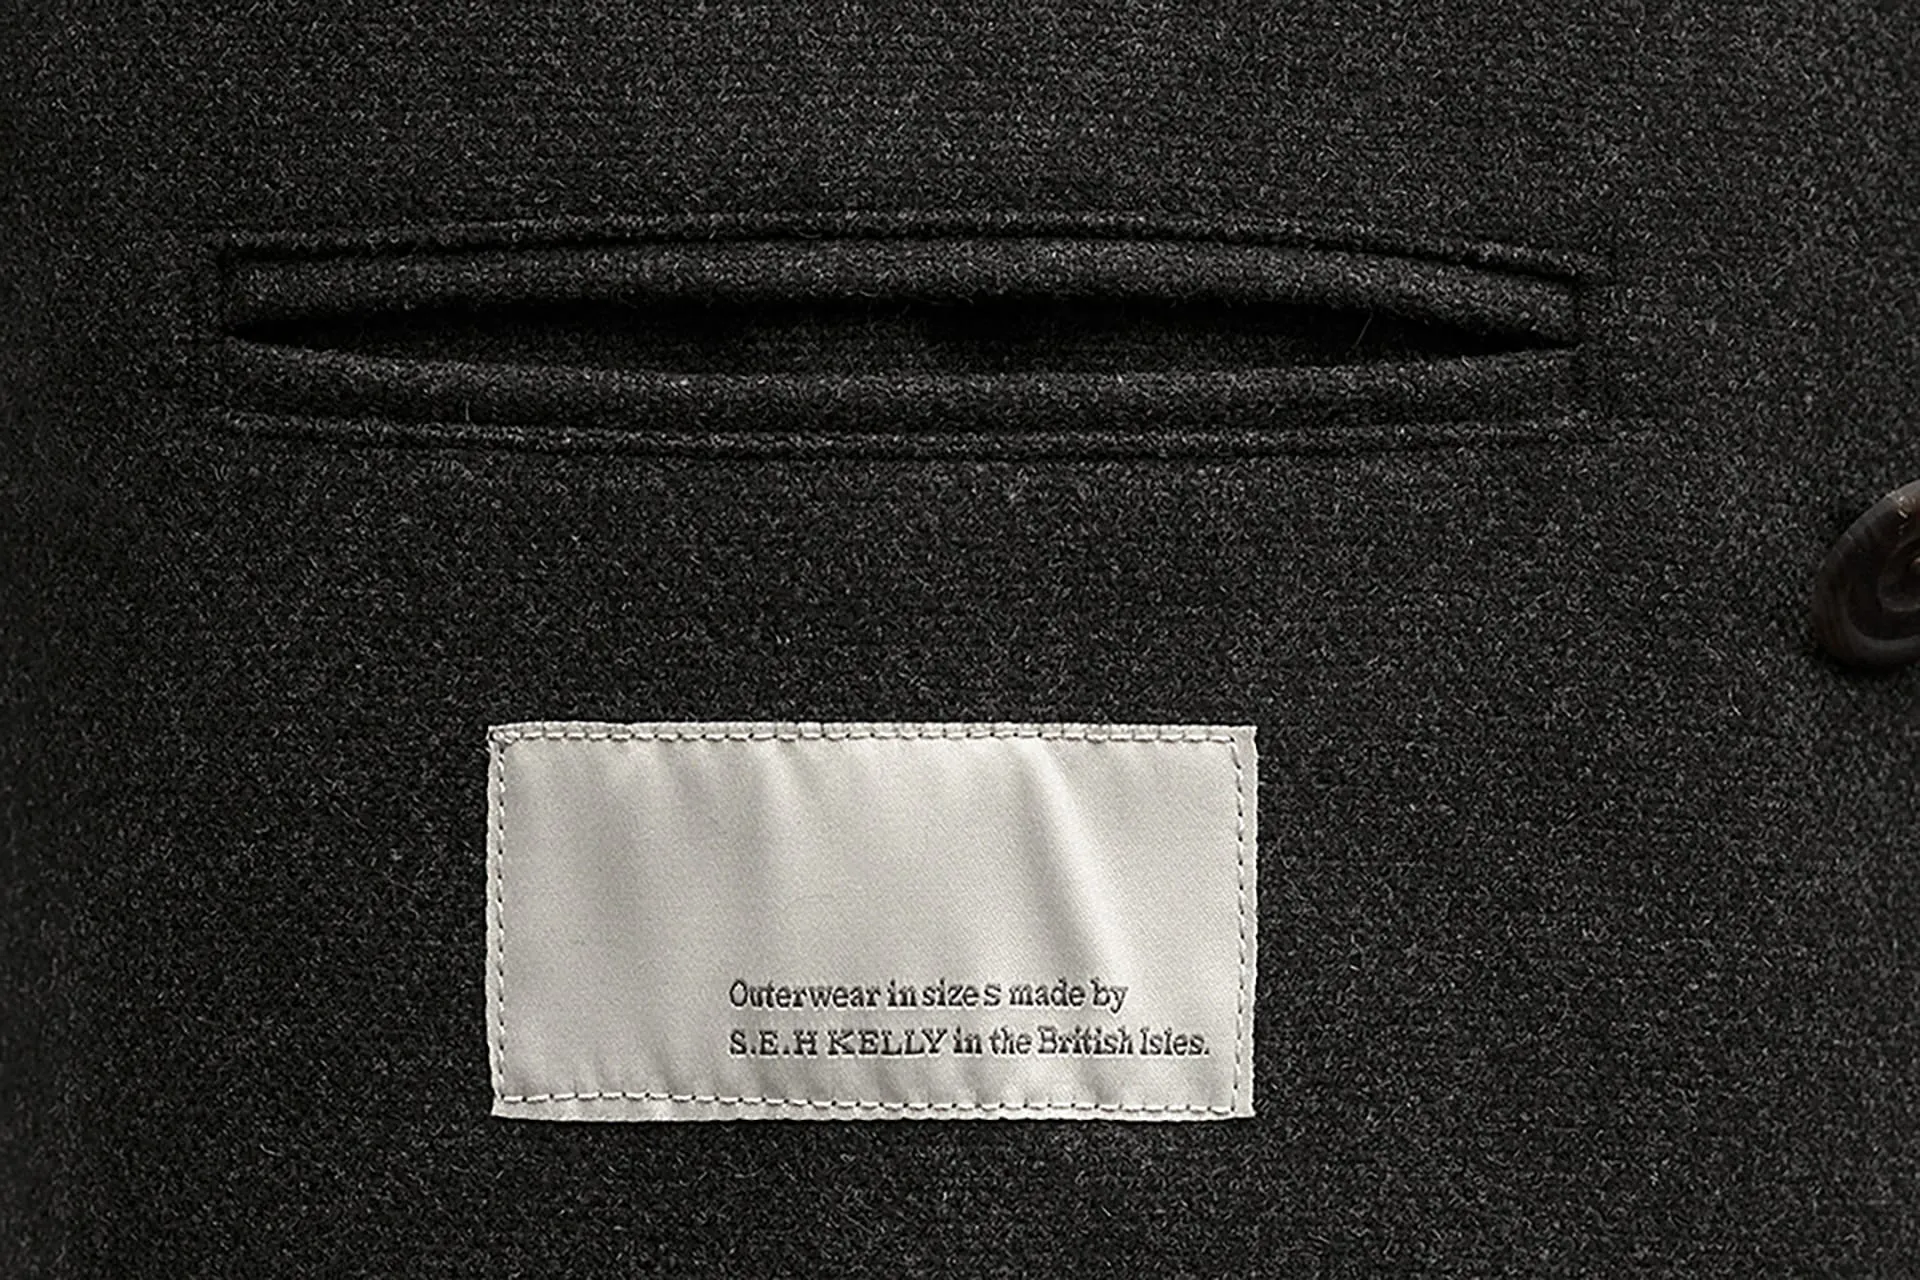 Outerwear in size s made by
S.E.H KELLY in the British Isles.